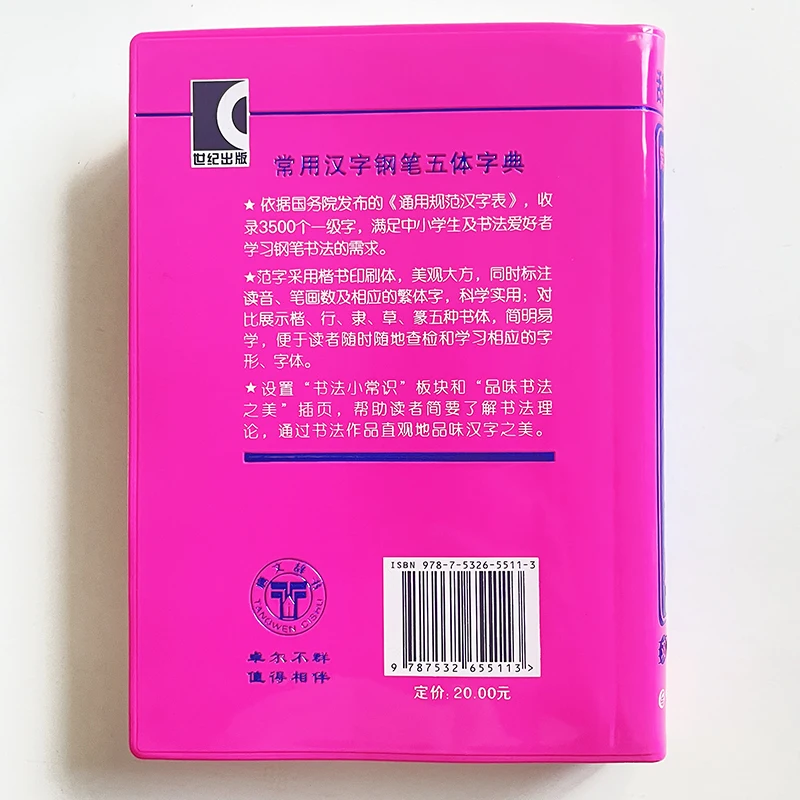 世纪出版
常用汉字钢笔五体字典
★依据国务院发布的《通用规范汉字表》，收
录3500个一级字，满足中小学生及书法爱好者
学习钢笔书法的需求。
★范字采用楷书印刷体，美观大方，同时标注
读音、笔画数及相应的繁体字，科学实用；对
比展示楷、行、隶、草、篆五种书体，简明易
学，便于读者随时随地查检和学习相应的字
形、字体。
★设置“书法小常识”板块和“品味书法
之美”插页，帮助读者简要了解书法理
论，通过书法作品直观地品味汉字之美。
ISBN 978-7-5326-5511-3
9 787532 655113>
定价：20.00元
唐文辞书
TANGWEN CISHU
卓尔不群
值得相伴